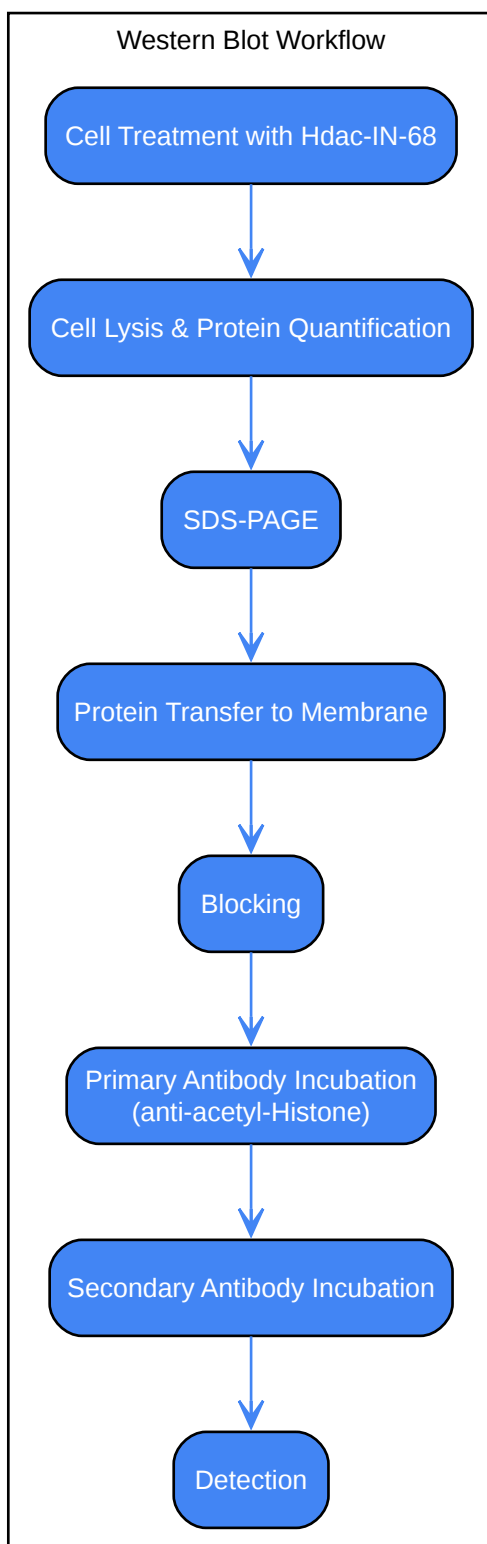 Western Blot Workflow
Cell Treatment with Hdac-IN-68
Cell Lysis & Protein Quantification
SDS-PAGE
Protein Transfer to Membrane
Blocking
Primary Antibody Incubation
(anti-acetyl-Histone)
Secondary Antibody Incubation
Detection